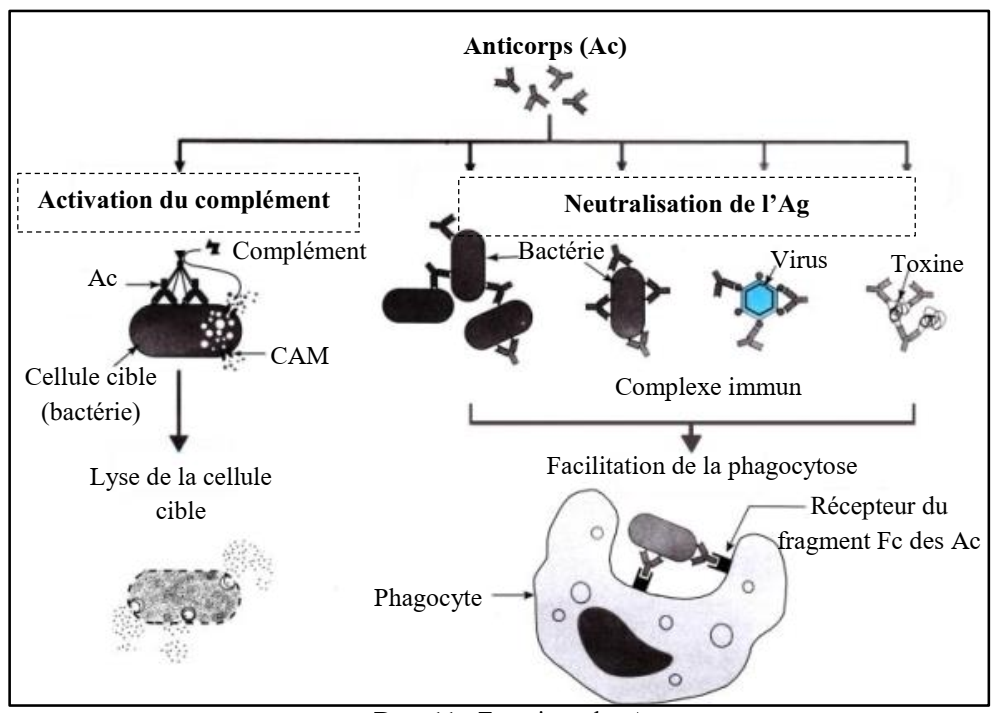 Anticorps (Ac)
Activation du complément
Neutralisation de l’Ag
Complément
Ac
CAM
Cellule cible
(bactérie)
Bactérie
Virus
Toxine
Complexe immun
Lyse de la cellule
cible
Facilitation de la phagocytose
Récepteur du
fragment Fc des Ac
Phagocyte